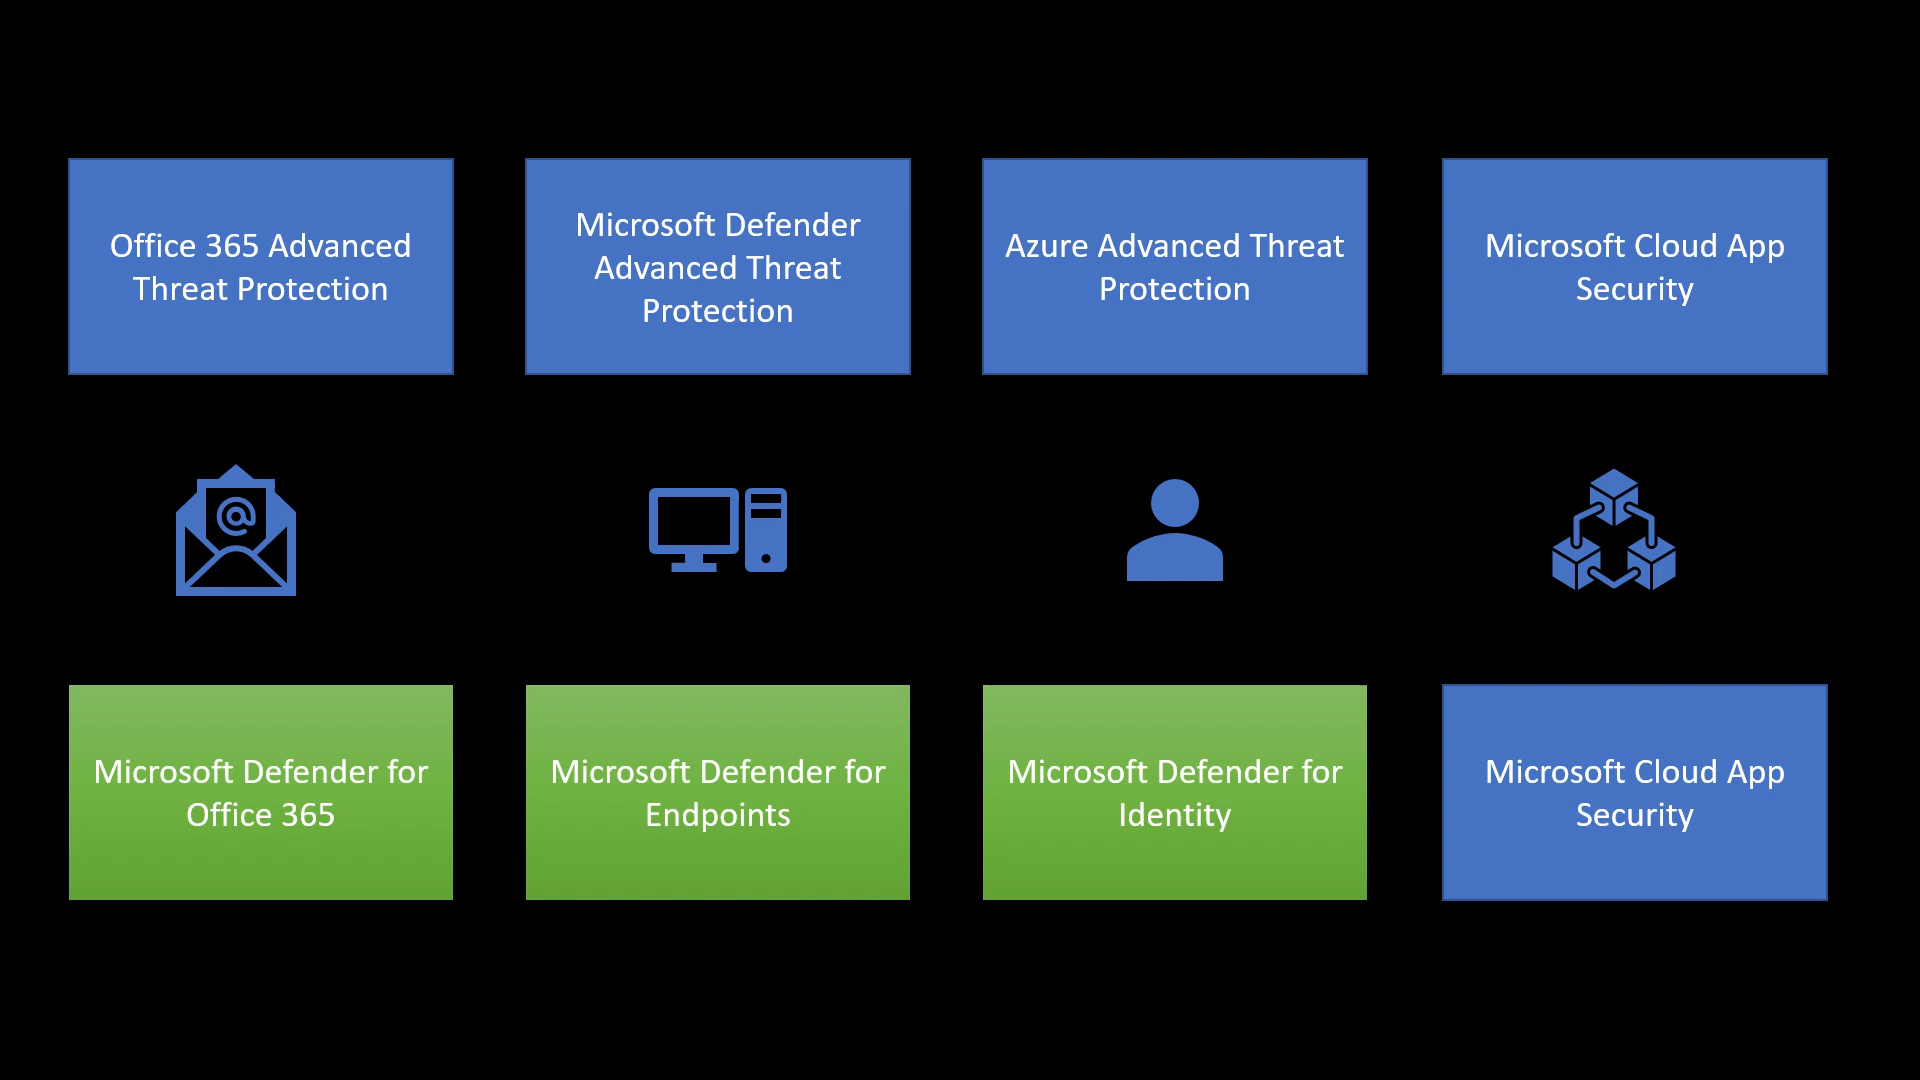 Office 365 Advanced
Threat Protection
Microsoft Defender
Advanced Threat
Protection
Azure Advanced Threat
Protection
Microsoft Cloud App
Security
@
Microsoft Defender for
Office 365
Microsoft Defender for
Endpoints
Microsoft Defender for
Identity
Microsoft Cloud App
Security